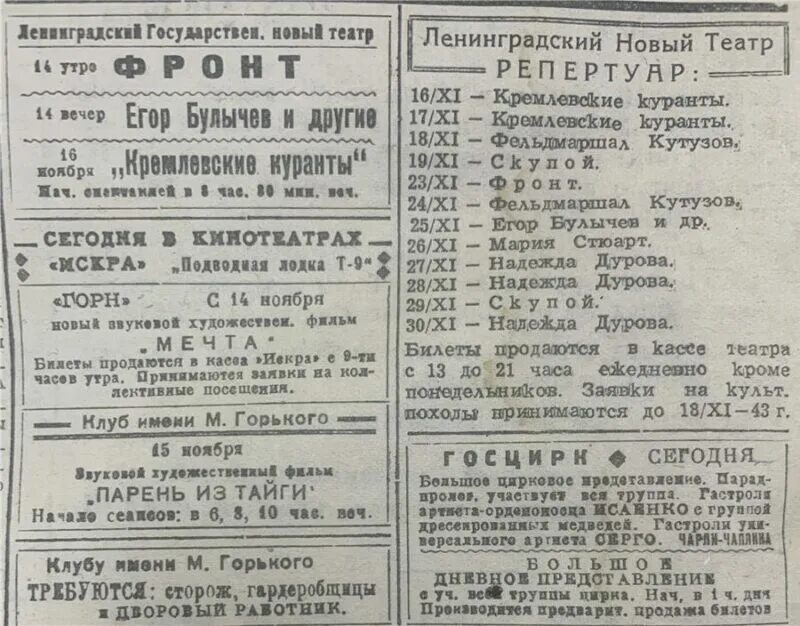 Ленинградский Государствен. новый театр
14 утро ФРОНТ
14 вечер Егор Булычев и другие
16 ноября „Кремлевские куранты“
Нач. спектаклей в 8 час. 30 мин. веч.
СЕГОДНЯ В КИНОТЕАТРАХ
«ИСКРА» „Подводная лодка Т-9“
«ГОРН» С 14 ноября
новый звуковой художествен. фильм
„МЕЧТА“
Билеты продаются в касса «Искра» с 9-ти
часов утра. Принимаются заявки на кол-
лективные посещения.
Клуб имени М. Горького
15 ноября
Звуковой художественный фильм
„ПАРЕНЬ ИЗ ТАЙГИ“
Начало сеансов: в 6, 8, 10 час. веч.
Клубу имени М. Горького
ТРЕБУЮТСЯ: сторож, гардеробщицы
и ДВОРОВЫЙ РАБОТНИК.
Ленинградский Новый Театр
РЕПЕРТУАР:
16/XI — Кремлевские куранты.
17/XI — Кремлевские куранты.
18/XI — Фельдмаршал Кутузов.
19/XI — Скупой.
23/XI — Фронт.
24/XI — Фельдмаршал Кутузов.
25/XI — Егор Булычев и др.
26/XI — Мария Стюарт.
27/XI — Надежда Дурова.
28/XI — Надежда Дурова.
29/XI — Скупой.
30/XI — Надежда Дурова.
Билеты продаются в кассе театра
с 13 до 21 часа ежедневно кроме
понедельников. Заявки на культ.
походы принимаются до 18/XI—43 г.
ГОСЦИРК ◆ СЕГОДНЯ
Большое цирковое представление. Парад-
пролог, участвует вся труппа. Гастроли
артиста-орденоносца ИСАЕНКО с группой
дресированных медведей. Гастроли уни-
версального артиста СЕРГО. ЧАРЛИ-ЧАПЛИНА
БОЛЬШОЕ
ДНЕВНОЕ ПРЕДСТАВЛЕНИЕ
с уч. всей труппы цирка. Нач. в 1 ч. дня
Производится предварит. продажа билетов